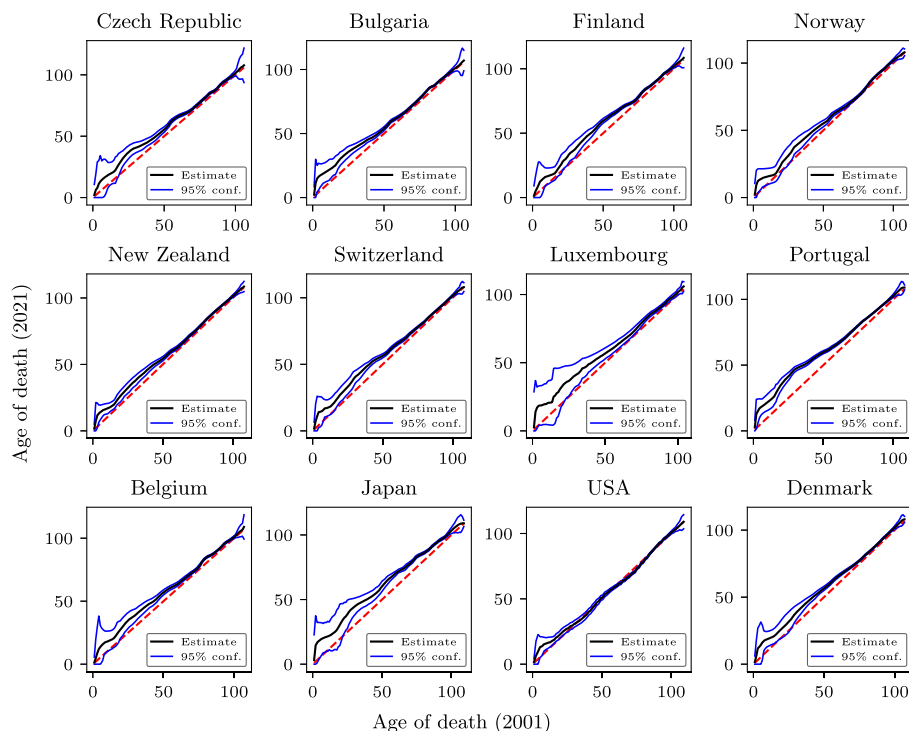 Czech Republic Bulgaria Finland Norway
100 100 100 100
50 50 50 50
0 0 0 0
Estimate Estimate Estimate Estimate
95% conf. 95% conf. 95% conf. 95% conf.
0 50 100 0 50 100 0 50 100 0 50 100
New Zealand Switzerland Luxembourg Portugal
100 100 100 100
50 50 50 50
0 0 0 0
Estimate Estimate Estimate Estimate
95% conf. 95% conf. 95% conf. 95% conf.
0 50 100 0 50 100 0 50 100 0 50 100
Age of death (2021)
Belgium Japan USA Denmark
100 100 100 100
50 50 50 50
0 0 0 0
Estimate Estimate Estimate Estimate
95% conf. 95% conf. 95% conf. 95% conf.
0 50 100 0 50 100 0 50 100 0 50 100
Age of death (2001)